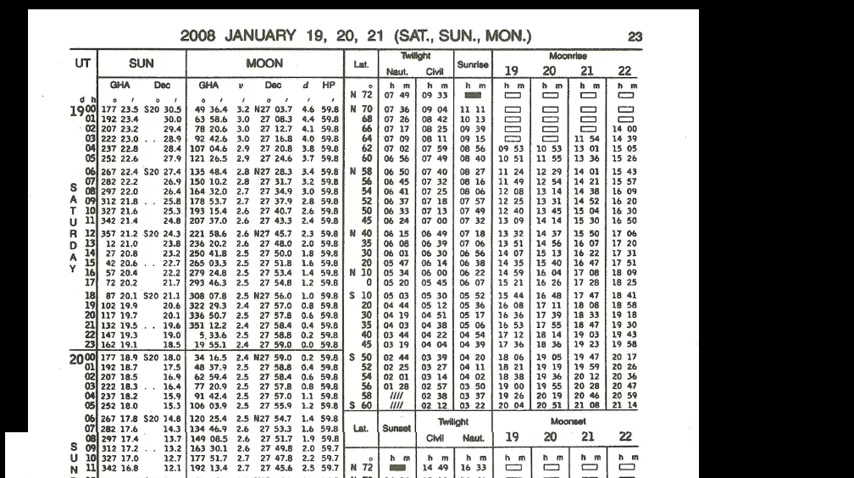 2008 JANUARY 19, 20, 21 (SAT., SUN., MON.) 23
UT SUN MOON Lat. Twilight Sunrise Moonrise
Naut. Civil 19 20 21 22
GHA Dec GHA v Dec d HP
d h ° ' ° ' ° ' ' ° ' ' ' ° h m h m h m h m h m h m h m
N 72 07 49 09 33
19 00 177 23.5 S20 30.5 49 36.4 3.2 N27 03.7 4.6 59.8 N 70 07 36 09 04 11 11
01 192 23.4 30.0 63 58.6 3.0 27 08.3 4.4 59.8 68 07 26 08 42 10 13
02 207 23.2 29.4 78 20.6 3.0 27 12.7 4.1 59.8 66 07 17 08 25 09 39 14 00
03 222 23.0 . . 28.9 92 42.6 3.0 27 16.8 4.0 59.8 64 07 09 08 11 09 15 11 54 14 39
04 237 22.8 28.4 107 04.6 2.9 27 20.8 3.8 59.8 62 07 02 07 59 08 56 09 53 10 53 13 01 15 05
05 252 22.6 27.9 121 26.5 2.9 27 24.6 3.7 59.8 60 06 56 07 49 08 40 10 51 11 55 13 36 15 26
06 267 22.4 S20 27.4 135 48.4 2.8 N27 28.3 3.4 59.8 N 58 06 50 07 40 08 27 11 24 12 29 14 01 15 43
07 282 22.2 26.9 150 10.2 2.8 27 31.7 3.2 59.8 56 06 45 07 32 08 16 11 49 12 54 14 21 15 57
S 08 297 22.0 26.4 164 32.0 2.7 27 34.9 3.0 59.8 54 06 41 07 25 08 06 12 08 13 14 14 38 16 09
A 09 312 21.8 . . 25.8 178 53.7 2.7 27 37.9 2.8 59.8 52 06 37 07 18 07 57 12 25 13 31 14 52 16 20
T 10 327 21.6 25.3 193 15.4 2.6 27 40.7 2.6 59.8 50 06 33 07 13 07 49 12 40 13 45 15 04 16 30
U 11 342 21.4 24.8 207 37.0 2.6 27 43.3 2.4 59.8 45 06 24 07 00 07 32 13 09 14 14 15 30 16 50
R 12 357 21.2 S20 24.3 221 58.6 2.6 N27 45.7 2.3 59.8 N 40 06 15 06 49 07 18 13 32 14 37 15 50 17 06
D 13 12 21.0 23.8 236 20.2 2.6 27 48.0 2.0 59.8 35 06 08 06 39 07 06 13 51 14 56 16 07 17 20
A 14 27 20.8 23.2 250 41.8 2.5 27 50.0 1.8 59.8 30 06 01 06 30 06 56 14 07 15 13 16 22 17 31
Y 15 42 20.6 . . 22.7 265 03.3 2.5 27 51.8 1.6 59.8 20 05 47 06 14 06 38 14 35 15 40 16 47 17 51
16 57 20.4 22.2 279 24.8 2.5 27 53.4 1.4 59.8 N 10 05 34 06 00 06 22 14 59 16 04 17 08 18 09
17 72 20.2 21.7 293 46.3 2.5 27 54.8 1.2 59.8 0 05 20 05 45 06 07 15 21 16 26 17 28 18 25
18 87 20.1 S20 21.1 308 07.8 2.5 N27 56.0 1.0 59.8 S 10 05 03 05 30 05 52 15 44 16 48 17 47 18 41
19 102 19.9 20.6 322 29.3 2.4 27 57.0 0.8 59.8 20 04 44 05 12 05 36 16 08 17 11 18 08 18 58
20 117 19.7 20.1 336 50.7 2.5 27 57.8 0.6 59.8 30 04 19 04 51 05 17 16 36 17 39 18 33 19 18
21 132 19.5 . . 19.6 351 12.2 2.4 27 58.4 0.4 59.8 35 04 03 04 38 05 06 16 53 17 55 18 47 19 30
22 147 19.3 19.0 5 33.6 2.5 27 58.8 0.2 59.8 40 03 44 04 22 04 54 17 12 18 14 19 03 19 43
23 162 19.1 18.5 19 55.1 2.4 27 59.0 0.0 59.8 45 03 19 04 04 04 39 17 36 18 36 19 23 19 58
20 00 177 18.9 S20 18.0 34 16.5 2.4 N27 59.0 0.2 59.8 S 50 02 44 03 39 04 20 18 06 19 05 19 47 20 17
01 192 18.7 17.5 48 37.9 2.5 27 58.8 0.4 59.8 52 02 25 03 27 04 11 18 21 19 19 19 59 20 26
02 207 18.5 16.9 62 59.4 2.5 27 58.4 0.6 59.8 54 02 01 03 14 04 02 18 38 19 36 20 12 20 36
03 222 18.3 . . 16.4 77 20.9 2.5 27 57.8 0.8 59.8 56 01 28 02 57 03 50 19 00 19 55 20 28 20 47
04 237 18.2 15.9 91 42.4 2.5 27 57.0 1.1 59.8 58 //// 02 38 03 37 19 26 20 19 20 46 20 59
05 252 18.0 15.3 106 03.9 2.5 27 55.9 1.2 59.8 S 60 //// 02 12 03 22 20 04 20 51 21 08 21 14
06 267 17.8 S20 14.8 120 25.4 2.5 N27 54.7 1.4 59.8 Lat. Sunset Twilight Moonset
07 282 17.6 14.3 134 46.9 2.6 27 53.3 1.6 59.8 Civil Naut. 19 20 21 22
08 297 17.4 13.7 149 08.5 2.6 27 51.7 1.9 59.8
S 09 312 17.2 . . 13.2 163 30.1 2.6 27 49.8 2.0 59.7
U 10 327 17.0 12.7 177 51.7 2.7 27 47.8 2.2 59.7 ° h m h m h m h m h m h m h m
N 11 342 16.8 12.1 192 13.4 2.7 27 45.6 2.5 59.7 N 72 14 49 16 33